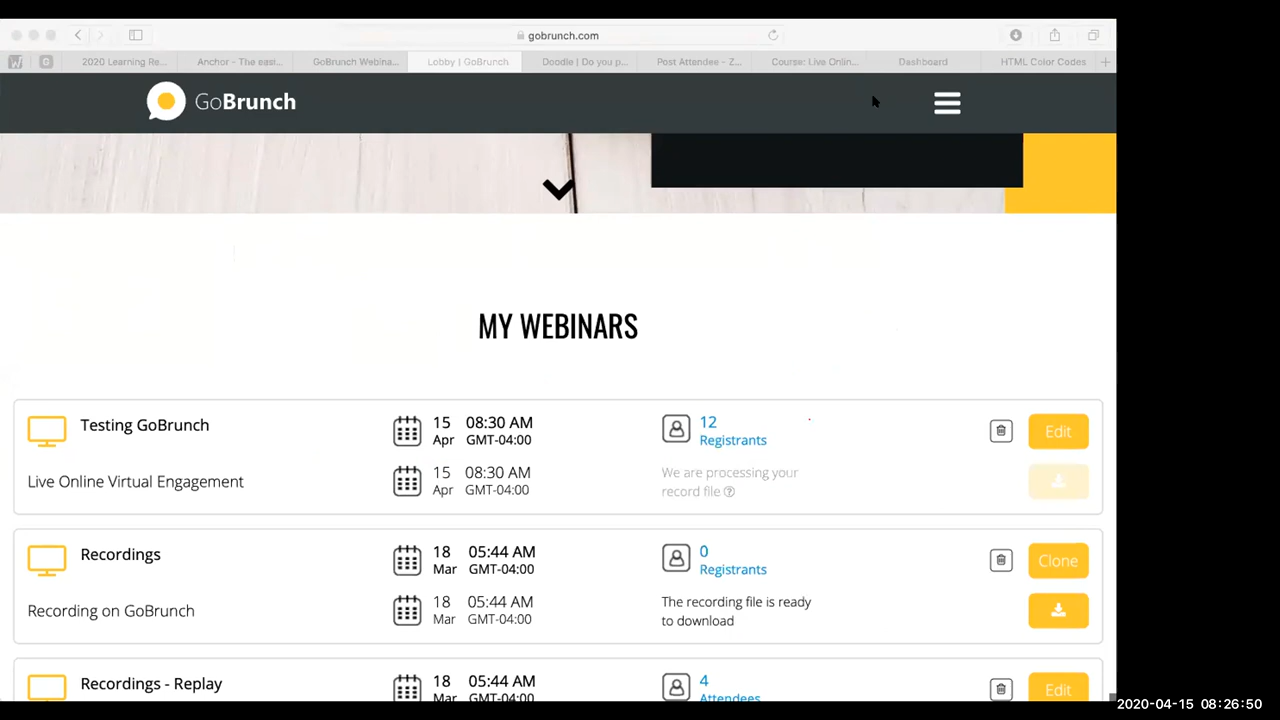 gobrunch.com
2020 Learning Re...
Anchor - The easi...
GoBrunch Webina...
Lobby | GoBrunch
Doodle | Do you p...
Post Attendee - Z...
Course: Live Onlin...
Dashboard
HTML Color Codes
GoBrunch
MY WEBINARS
Testing GoBrunch
15 08:30 AM
Apr GMT-04:00
12
Registrants
Edit
Live Online Virtual Engagement
15 08:30 AM
Apr GMT-04:00
We are processing your
record file ?
Recordings
18 05:44 AM
Mar GMT-04:00
0
Registrants
Clone
Recording on GoBrunch
18 05:44 AM
Mar GMT-04:00
The recording file is ready
to download
Recordings - Replay
18 05:44 AM
Mar GMT-04:00
4
Attendees
Edit
2020-04-15 08:26:50